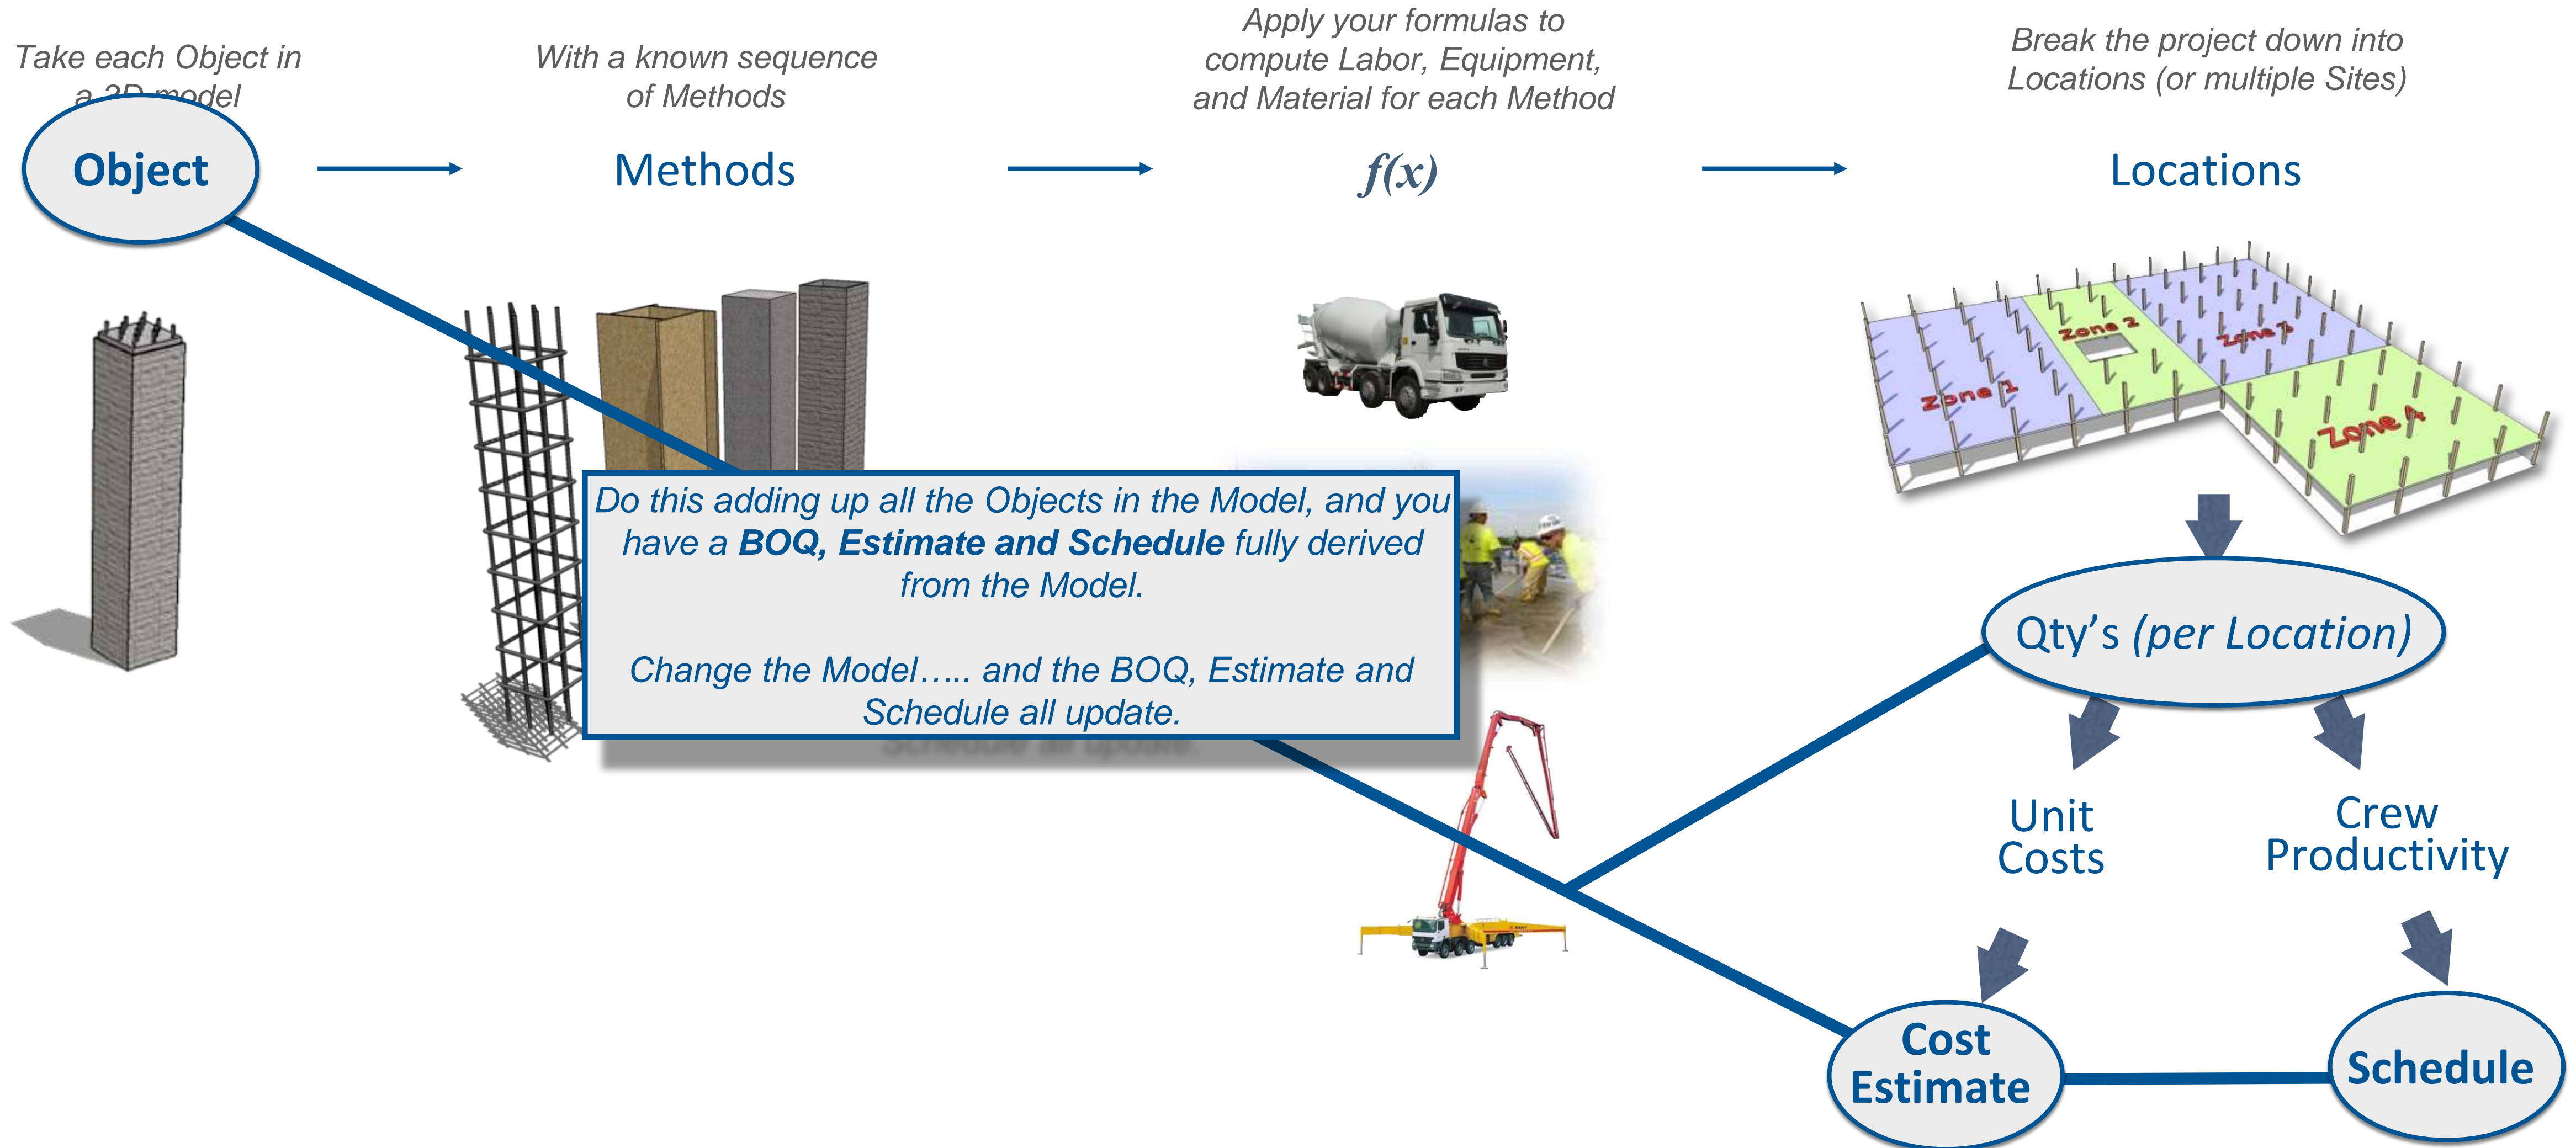 Take each Object in
a 3D model
With a known sequence
of Methods
Apply your formulas to
compute Labor, Equipment,
and Material for each Method
Break the project down into
Locations (or multiple Sites)
Object
Methods
f(x)
Locations
Zone 1
Zone 2
Zone 3
Zone 4
Do this adding up all the Objects in the Model, and you
have a BOQ, Estimate and Schedule fully derived
from the Model.
Change the Model..... and the BOQ, Estimate and
Schedule all update.
Qty's (per Location)
Unit
Costs
Crew
Productivity
Cost
Estimate
Schedule